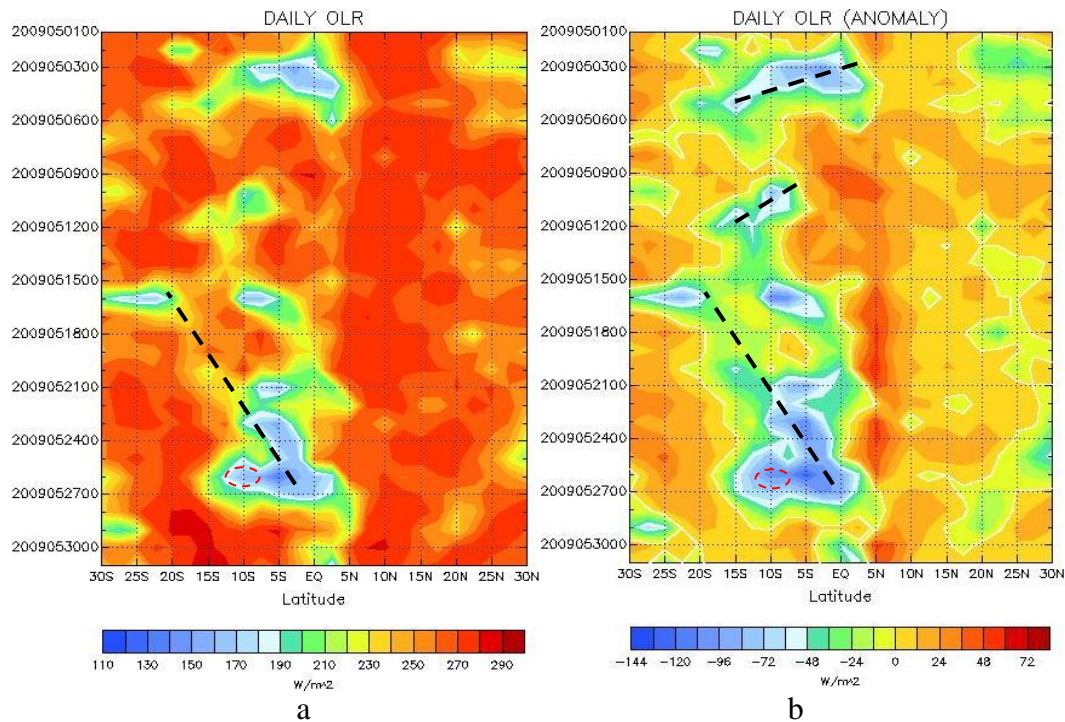 DAILY OLR
2009050100
2009050300
2009050600
2009050900
2009051200
2009051500
2009051800
2009052100
2009052400
2009052700
2009053000
30S 25S 20S 15S 10S 5S EQ 5N 10N 15N 20N 25N 30N
Latitude
110 130 150 170 190 210 230 250 270 290
W/m^2
a
DAILY OLR (ANOMALY)
2009050100
2009050300
2009050600
2009050900
2009051200
2009051500
2009051800
2009052100
2009052400
2009052700
2009053000
30S 25S 20S 15S 10S 5S EQ 5N 10N 15N 20N 25N 30N
Latitude
-144 -120 -96 -72 -48 -24 0 24 48 72
W/m^2
b